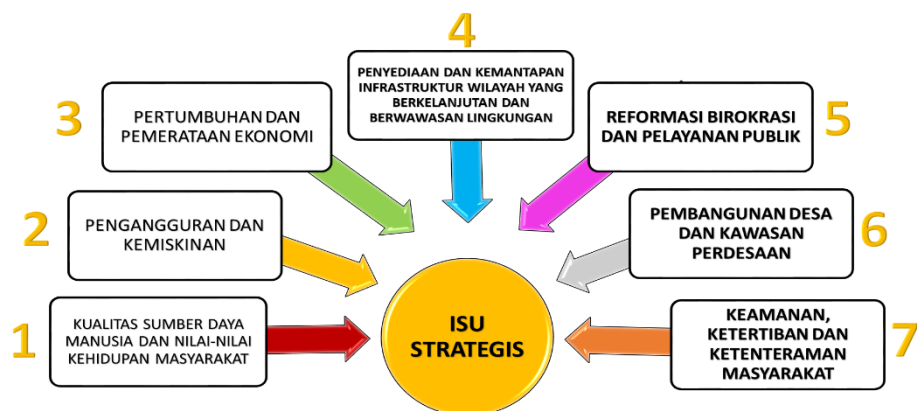 1
KUALITAS SUMBER DAYA
MANUSIA DAN NILAI-NILAI
KEHIDUPAN MASYARAKAT
2
PENGANGGURAN DAN
KEMISKINAN
3
PERTUMBUHAN DAN
PEMERATAAN EKONOMI
4
PENYEDIAAN DAN KEMANTAPAN
INFRASTRUKTUR WILAYAH YANG
BERKELANJUTAN DAN
BERWAWASAN LINGKUNGAN
5
REFORMASI BIROKRASI
DAN PELAYANAN PUBLIK
6
PEMBANGUNAN DESA
DAN KAWASAN
PERDESAAN
7
KEAMANAN,
KETERTIBAN DAN
KETENTERAMAN
MASYARAKAT
ISU
STRATEGIS